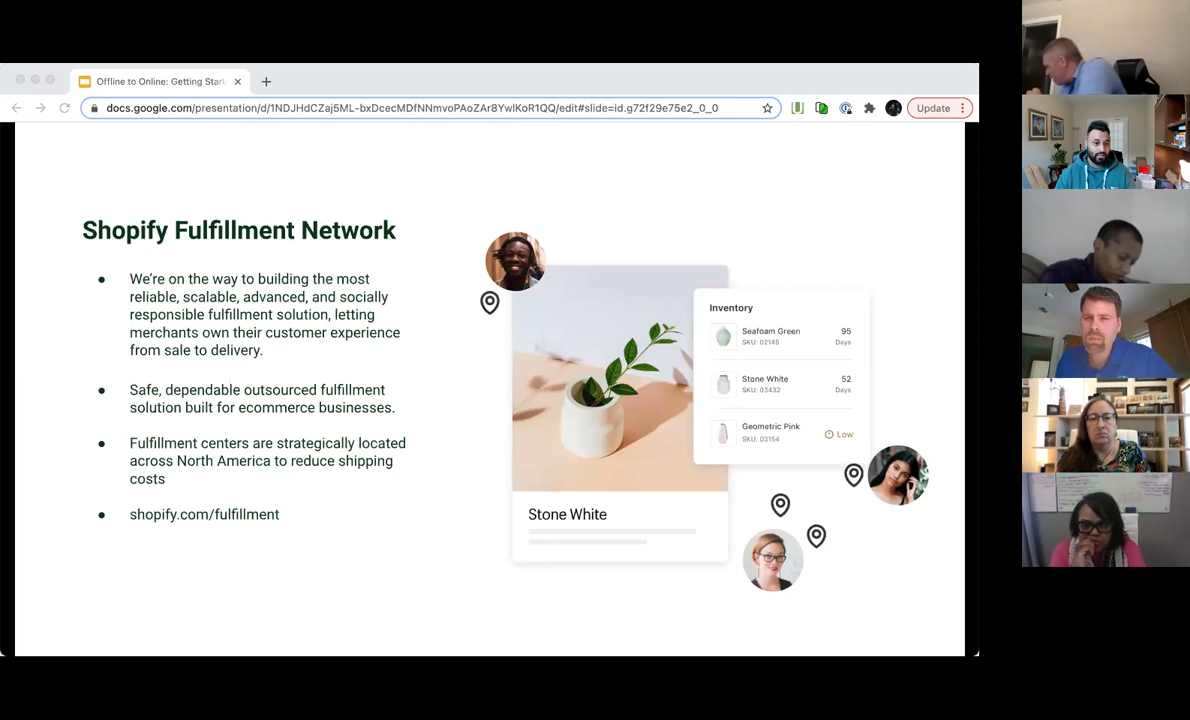 Offline to Online: Getting Start
docs.google.com/presentation/d/1NDJHdCZaj5ML-bxDcecMDfNNmvoPAoZAr8YwlKoR1QQ/edit#slide=id.g72f29e75e2_0_0
Update
Shopify Fulfillment Network
● We're on the way to building the most
reliable, scalable, advanced, and socially
responsible fulfillment solution, letting
merchants own their customer experience
from sale to delivery.
● Safe, dependable outsourced fulfillment
solution built for ecommerce businesses.
● Fulfillment centers are strategically located
across North America to reduce shipping
costs
● shopify.com/fulfillment
Stone White
Inventory
Seafoam Green 95
SKU: 02145 Days
Stone White 52
SKU: 03432 Days
Geometric Pink Low
SKU: 03154